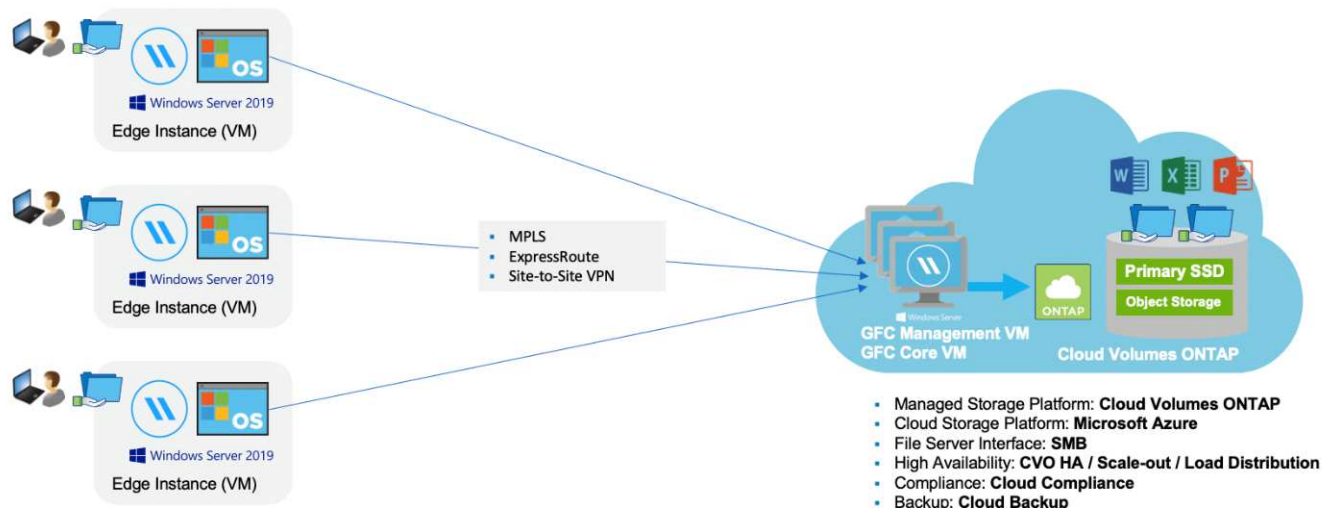 OS
Windows Server 2019
Edge Instance (VM)
OS
Windows Server 2019
Edge Instance (VM)
OS
Windows Server 2019
Edge Instance (VM)
▪ MPLS
▪ ExpressRoute
▪ Site-to-Site VPN
W
X
P
Primary SSD
Object Storage
ONTAP
Windows Server
GFC Management VM
GFC Core VM
Cloud Volumes ONTAP
▪ Managed Storage Platform: Cloud Volumes ONTAP
▪ Cloud Storage Platform: Microsoft Azure
▪ File Server Interface: SMB
▪ High Availability: CVO HA / Scale-out / Load Distribution
▪ Compliance: Cloud Compliance
▪ Backup: Cloud Backup